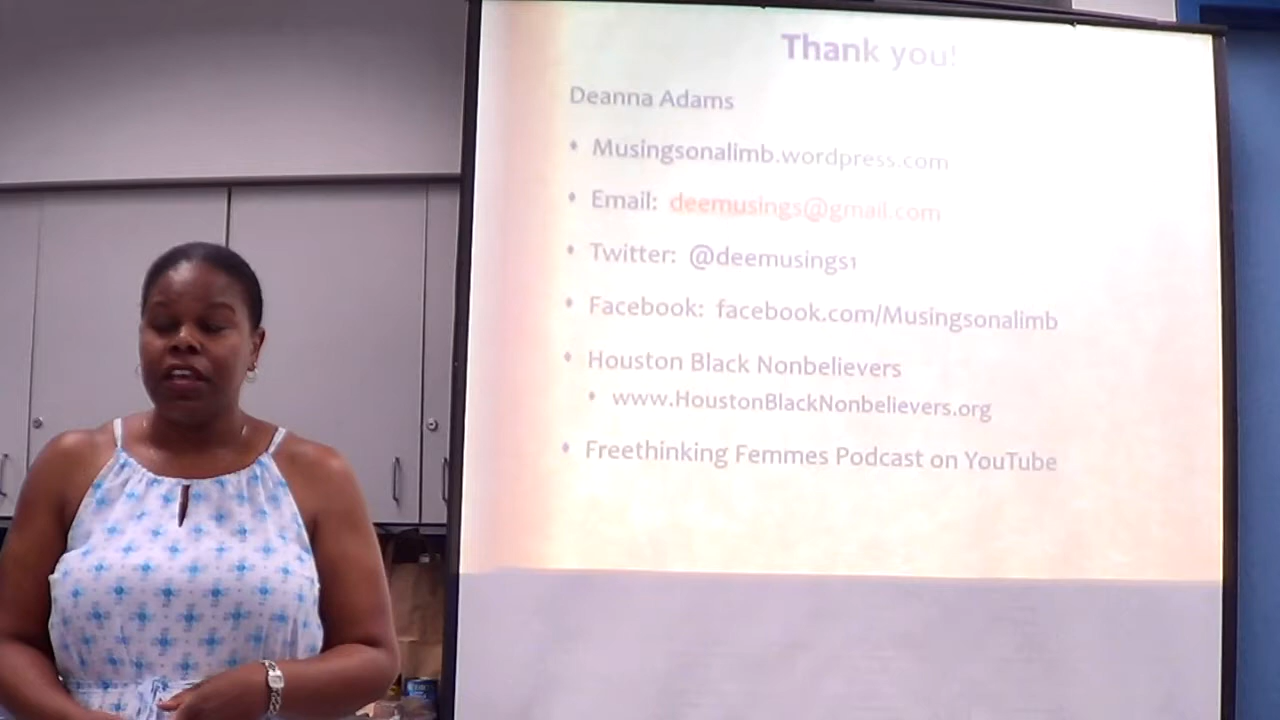 Thank you!
Deanna Adams
• Musingsonalimb.wordpress.com
• Email: deemusings@gmail.com
• Twitter: @deemusings1
• Facebook: facebook.com/Musingsonalimb
• Houston Black Nonbelievers
• www.HoustonBlackNonbelievers.org
• Freethinking Femmes Podcast on YouTube